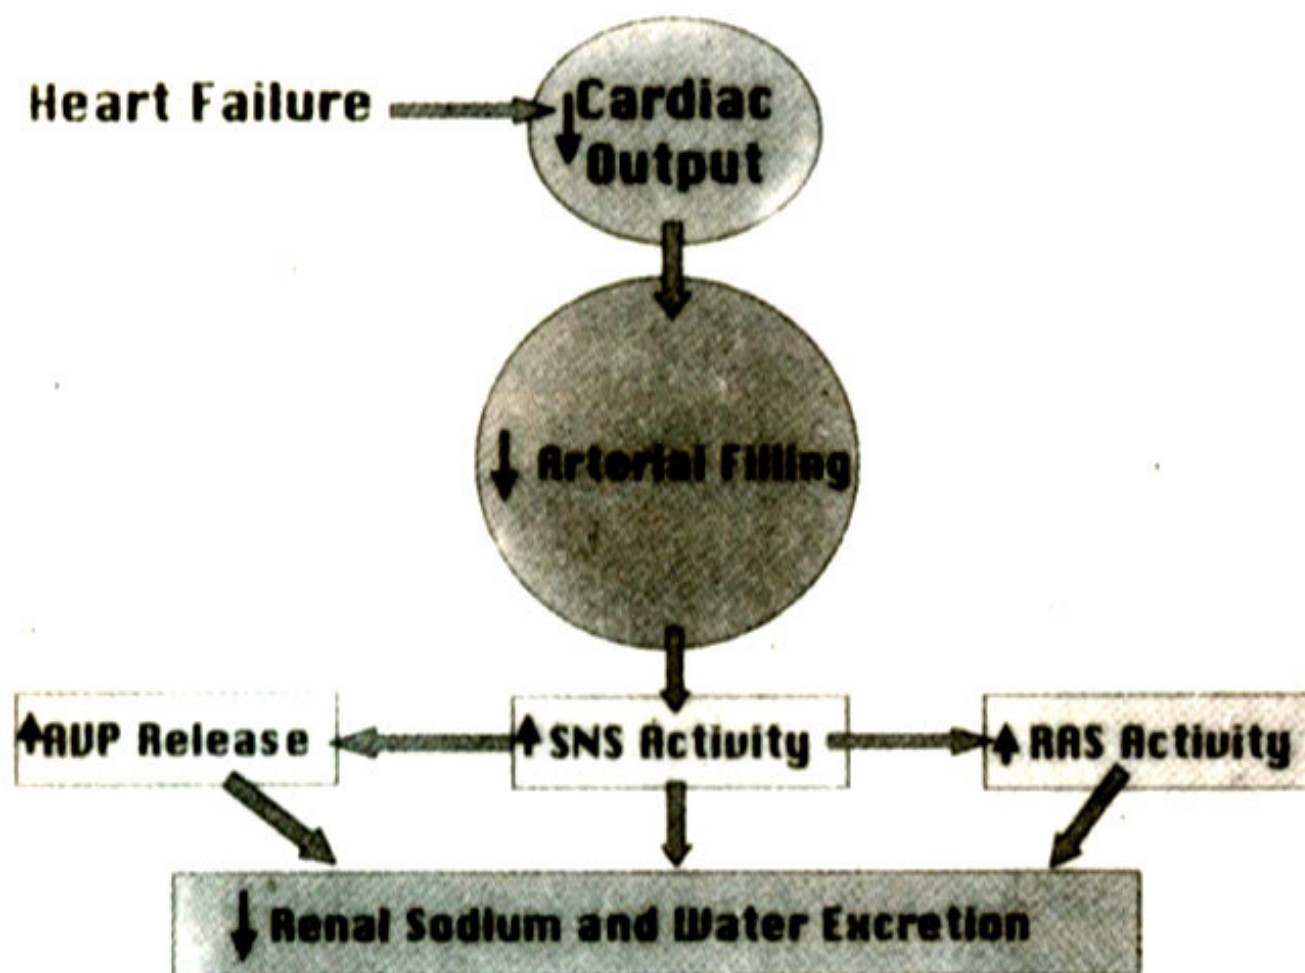 Heart Failure
↓ Cardiac
Output
↓ Arterial Filling
↑ AVP Release
↑ SNS Activity
↑ RAS Activity
↓ Renal Sodium and Water Excretion